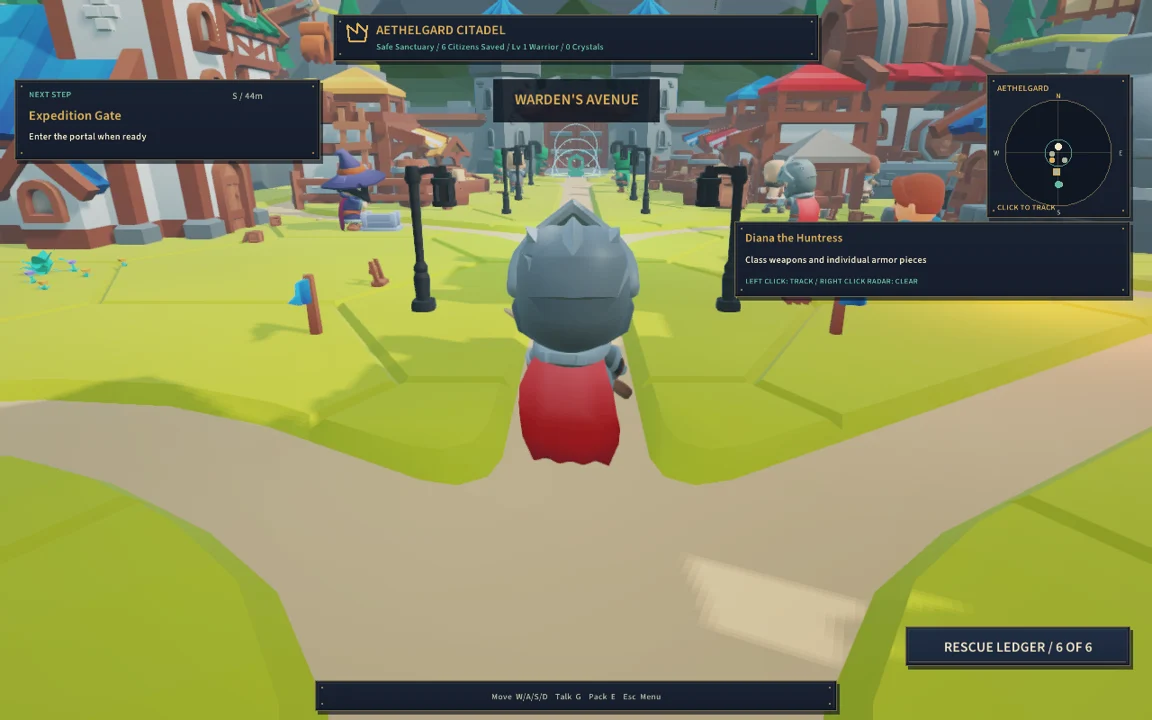 AETHELGARD CITADEL
Safe Sanctuary / 6 Citizens Saved / Lv 1 Warrior / 0 Crystals
NEXT STEP
S / 44m
Expedition Gate
Enter the portal when ready
WARDEN'S AVENUE
AETHELGARD
N
W
E
S
CLICK TO TRACK
Diana the Huntress
Class weapons and individual armor pieces
LEFT CLICK: TRACK / RIGHT CLICK RADAR: CLEAR
RESCUE LEDGER / 6 OF 6
Move W/A/S/D Talk G Pack E Esc Menu